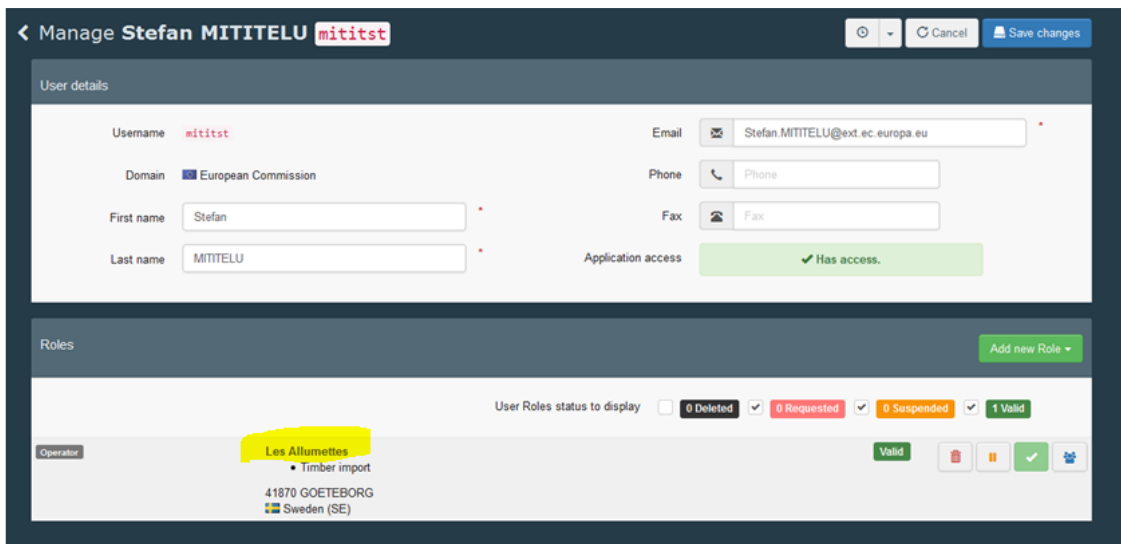 Manage Stefan MITITELU mititst
Cancel
Save changes
User details
Username mititst
Email Stefan.MITITELU@ext.ec.europa.eu *
Domain European Commission
Phone Phone
First name Stefan *
Fax Fax
Last name MITITELU *
Application access Has access.
Roles
Add new Role
User Roles status to display 0 Deleted 0 Requested 0 Suspended 1 Valid
Operator
Les Allumettes
Valid
• Timber import
41870 GOETEBORG
Sweden (SE)